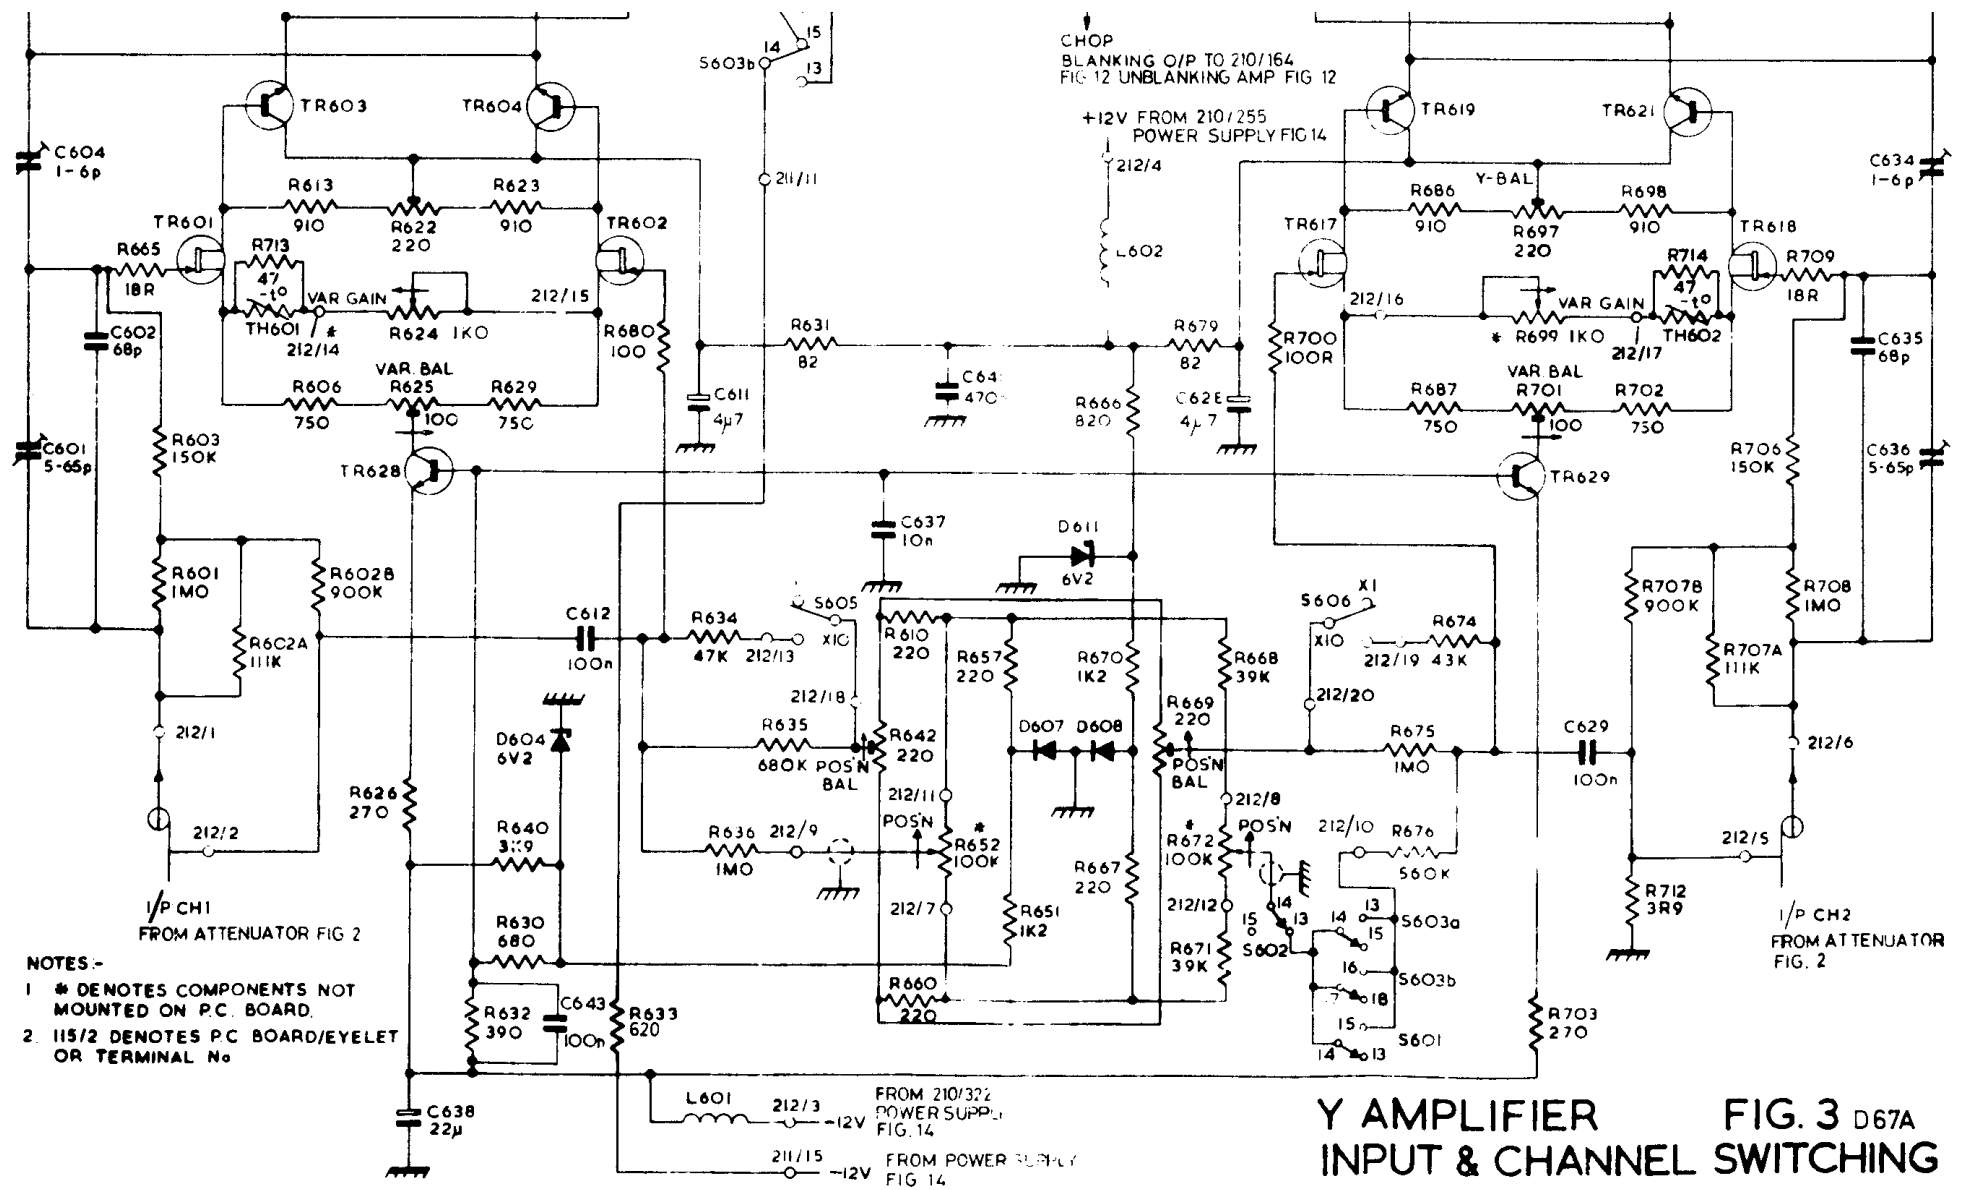 15
14
S603b
13
CHOP
BLANKING O/P TO 210/164
FIG 12 UNBLANKING AMP FIG 12
+12V FROM 210/255
POWER SUPPLY FIG 14
212/4
L602
TR603
TR604
TR619
TR621
C604
1-6p
C634
1-6p
211/11
R613
910
R622
220
R623
910
Y-BAL
R686
910
R697
220
R698
910
TR601
TR602
TR617
TR618
R665
18R
R713
47
-t°
TH601
VAR GAIN
212/14
*
R624
1KO
212/15
R680
100
R631
82
R679
82
R700
100R
212/16
* R699 1KO
VAR GAIN
212/17
R714
47
-t°
TH602
R709
18R
C602
68p
C635
68p
VAR. BAL
R606
750
R625
100
R629
750
C611
4µ7
R666
820
4µ7
VAR. BAL
R687
750
R701
100
R702
750
C601
5-65p
R603
150K
TR628
TR629
R706
150K
C636
5-65p
C637
10n
D611
6V2
R601
1MO
R602B
900K
R602A
111K
C612
100n
R634
47K
212/13
S605
X10
R610
220
R657
220
R670
1K2
R668
39K
S606
X1
X10
R674
43K
212/19
R707B
900K
R708
1MO
R707A
111K
212/1
212/18
212/20
D604
6V2
R635
680K
POS'N
BAL
R642
220
D607
D608
R669
220
POS'N
BAL
R675
1MO
C629
100n
212/6
R626
270
212/2
R640
3K9
R636
1MO
212/9
212/11
POS'N
*
R652
100K
212/7
R667
220
212/8
*
R672
100K
POS'N
212/10
R676
560K
212/5
I/P CH1
FROM ATTENUATOR FIG 2
R630
680
R651
1K2
212/12
R671
39K
14
15
13
S602
13
14
15
S603a
16
18
S603b
15
14
13
S601
R712
3R9
I/P CH2
FROM ATTENUATOR
FIG. 2
NOTES:-
1 * DENOTES COMPONENTS NOT
MOUNTED ON P.C. BOARD.
2. 115/2 DENOTES P.C BOARD/EYELET
OR TERMINAL No
R632
390
C643
100n
R633
620
R660
220
R703
270
C638
22µ
L601
212/3
-12V
FROM 210/322
POWER SUPPLY
FIG. 14
211/15
-12V
FROM POWER SUPPLY
FIG 14
Y AMPLIFIER FIG. 3 D67A
INPUT & CHANNEL SWITCHING